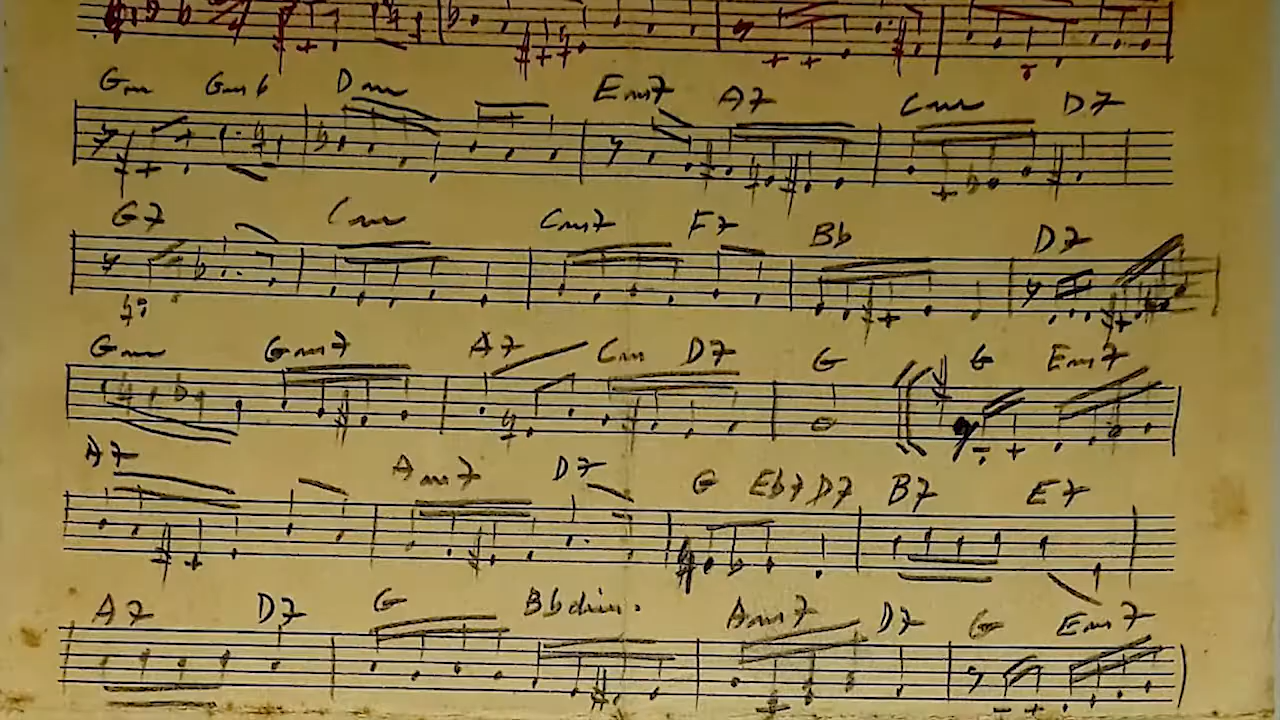 Gm Gm6 Dm Em7 A7 Cm D7
G7 Cm Cm7 F7 Bb D7
Gm Gm7 A7 Cm D7 G G Em7
A7 Am7 D7 G Eb7 D7 B7 E7
A7 D7 G Bbdim. Am7 D7 G Em7